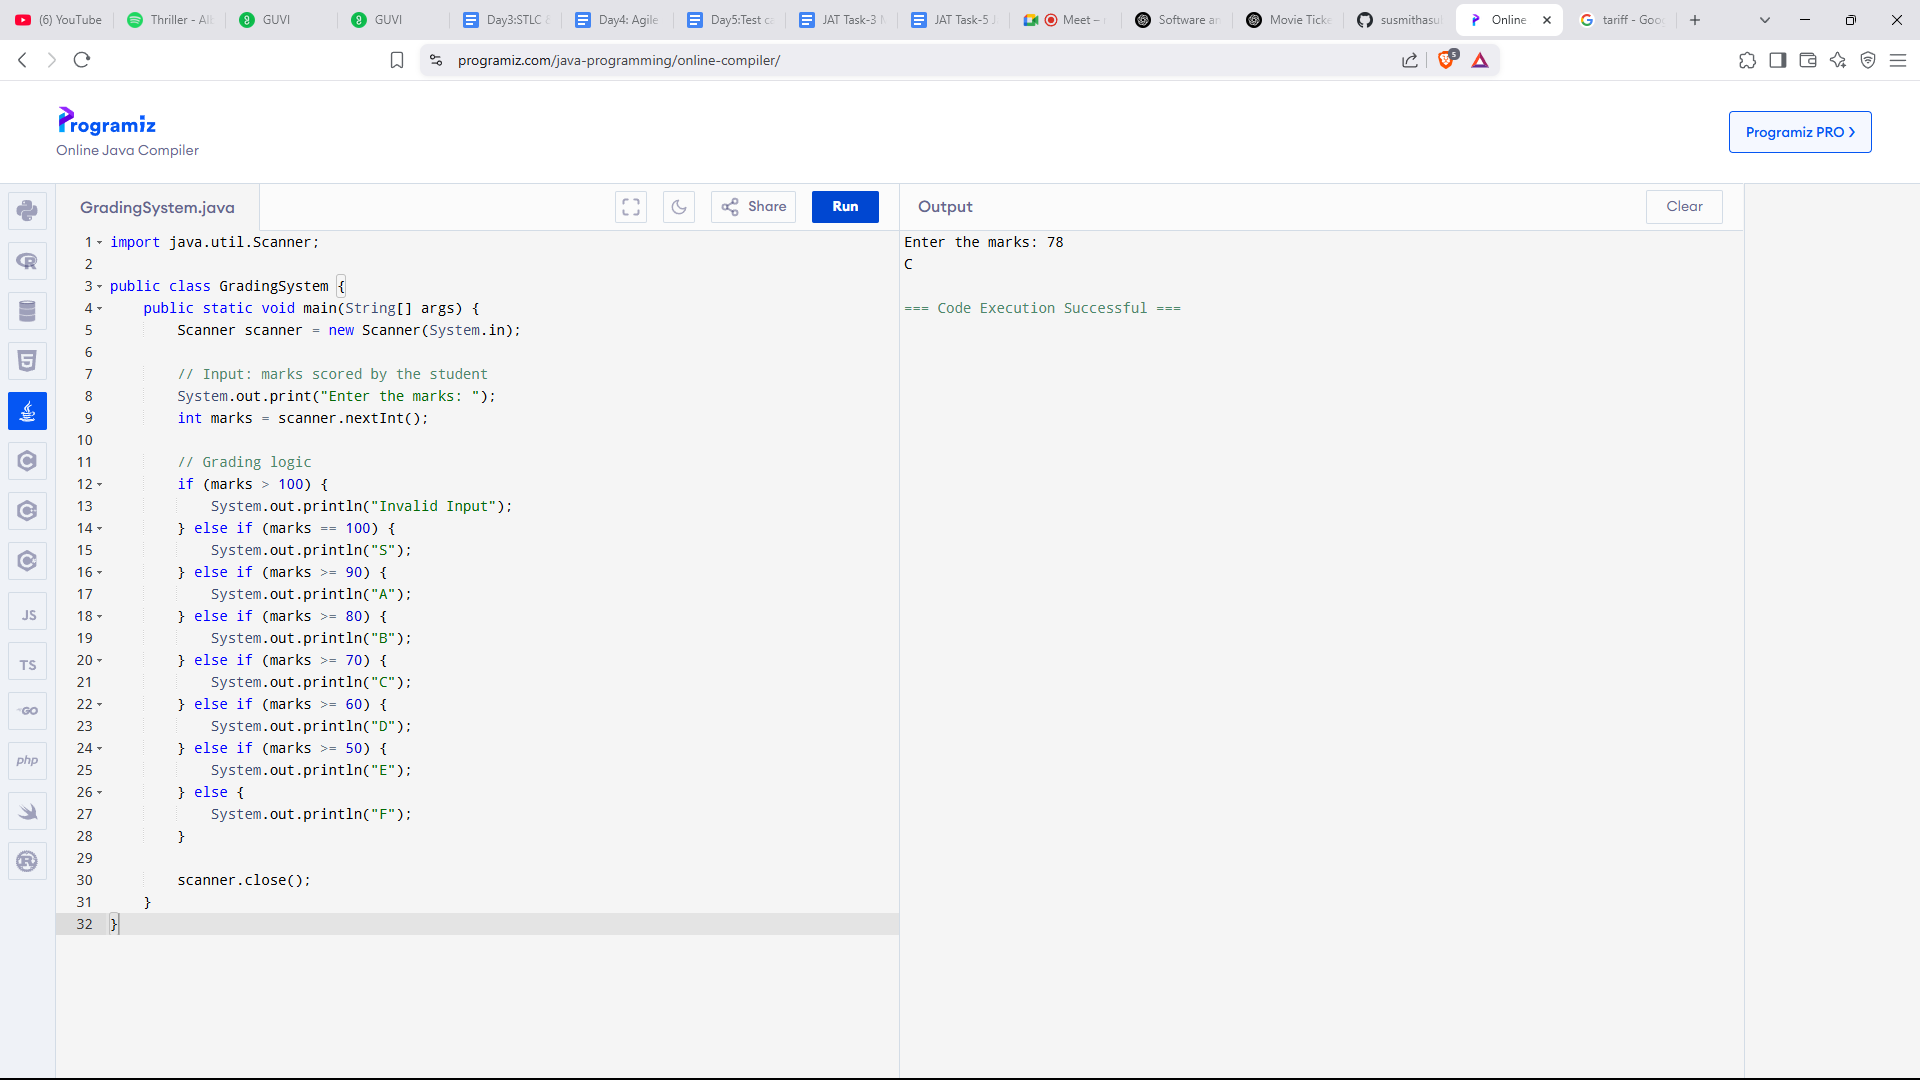 (6) YouTube
Thriller - Alb
GUVI
GUVI
Day3:STLC &
Day4: Agile
Day5:Test ca
JAT Task-3 M
JAT Task-5 J
Meet –
Software an
Movie Ticke
susmithasul
Online
tariff - Goog
programiz.com/java-programming/online-compiler/
5
Programiz
Online Java Compiler
Programiz PRO
GradingSystem.java
Share
Run
Output
Clear
JS
TS
GO
php
1 import java.util.Scanner;
2
3 public class GradingSystem {
4 public static void main(String[] args) {
5 Scanner scanner = new Scanner(System.in);
6
7 // Input: marks scored by the student
8 System.out.print("Enter the marks: ");
9 int marks = scanner.nextInt();
10
11 // Grading logic
12 if (marks > 100) {
13 System.out.println("Invalid Input");
14 } else if (marks == 100) {
15 System.out.println("S");
16 } else if (marks >= 90) {
17 System.out.println("A");
18 } else if (marks >= 80) {
19 System.out.println("B");
20 } else if (marks >= 70) {
21 System.out.println("C");
22 } else if (marks >= 60) {
23 System.out.println("D");
24 } else if (marks >= 50) {
25 System.out.println("E");
26 } else {
27 System.out.println("F");
28 }
29
30 scanner.close();
31 }
32 }
Enter the marks: 78
C
=== Code Execution Successful ===